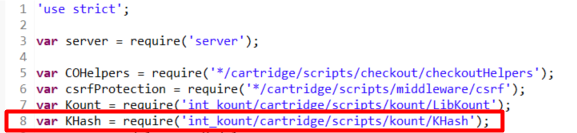 1 'use strict';
2
3 var server = require('server');
4
5 var COHelpers = require('*/cartridge/scripts/checkout/checkoutHelpers');
6 var csrfProtection = require('*/cartridge/scripts/middleware/csrf');
7 var Kount = require('int_kount/cartridge/scripts/kount/LibKount');
8 var KHash = require('int_kount/cartridge/scripts/kount/KHash');